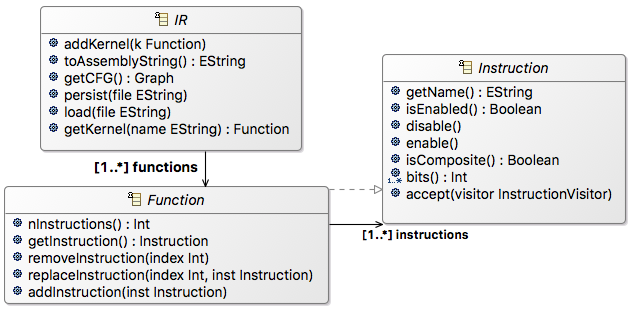 IR
addKernel(k Function)
toAssemblyString() : EString
getCFG() : Graph
persist(file EString)
load(file EString)
getKernel(name EString) : Function
[1..*] functions
Function
nInstructions() : Int
getInstruction() : Instruction
removeInstruction(index Int)
replaceInstruction(index Int, inst Instruction)
addInstruction(inst Instruction)
Instruction
getName() : EString
isEnabled() : Boolean
disable()
enable()
isComposite() : Boolean
1..* bits() : Int
accept(visitor InstructionVisitor)
[1..*] instructions